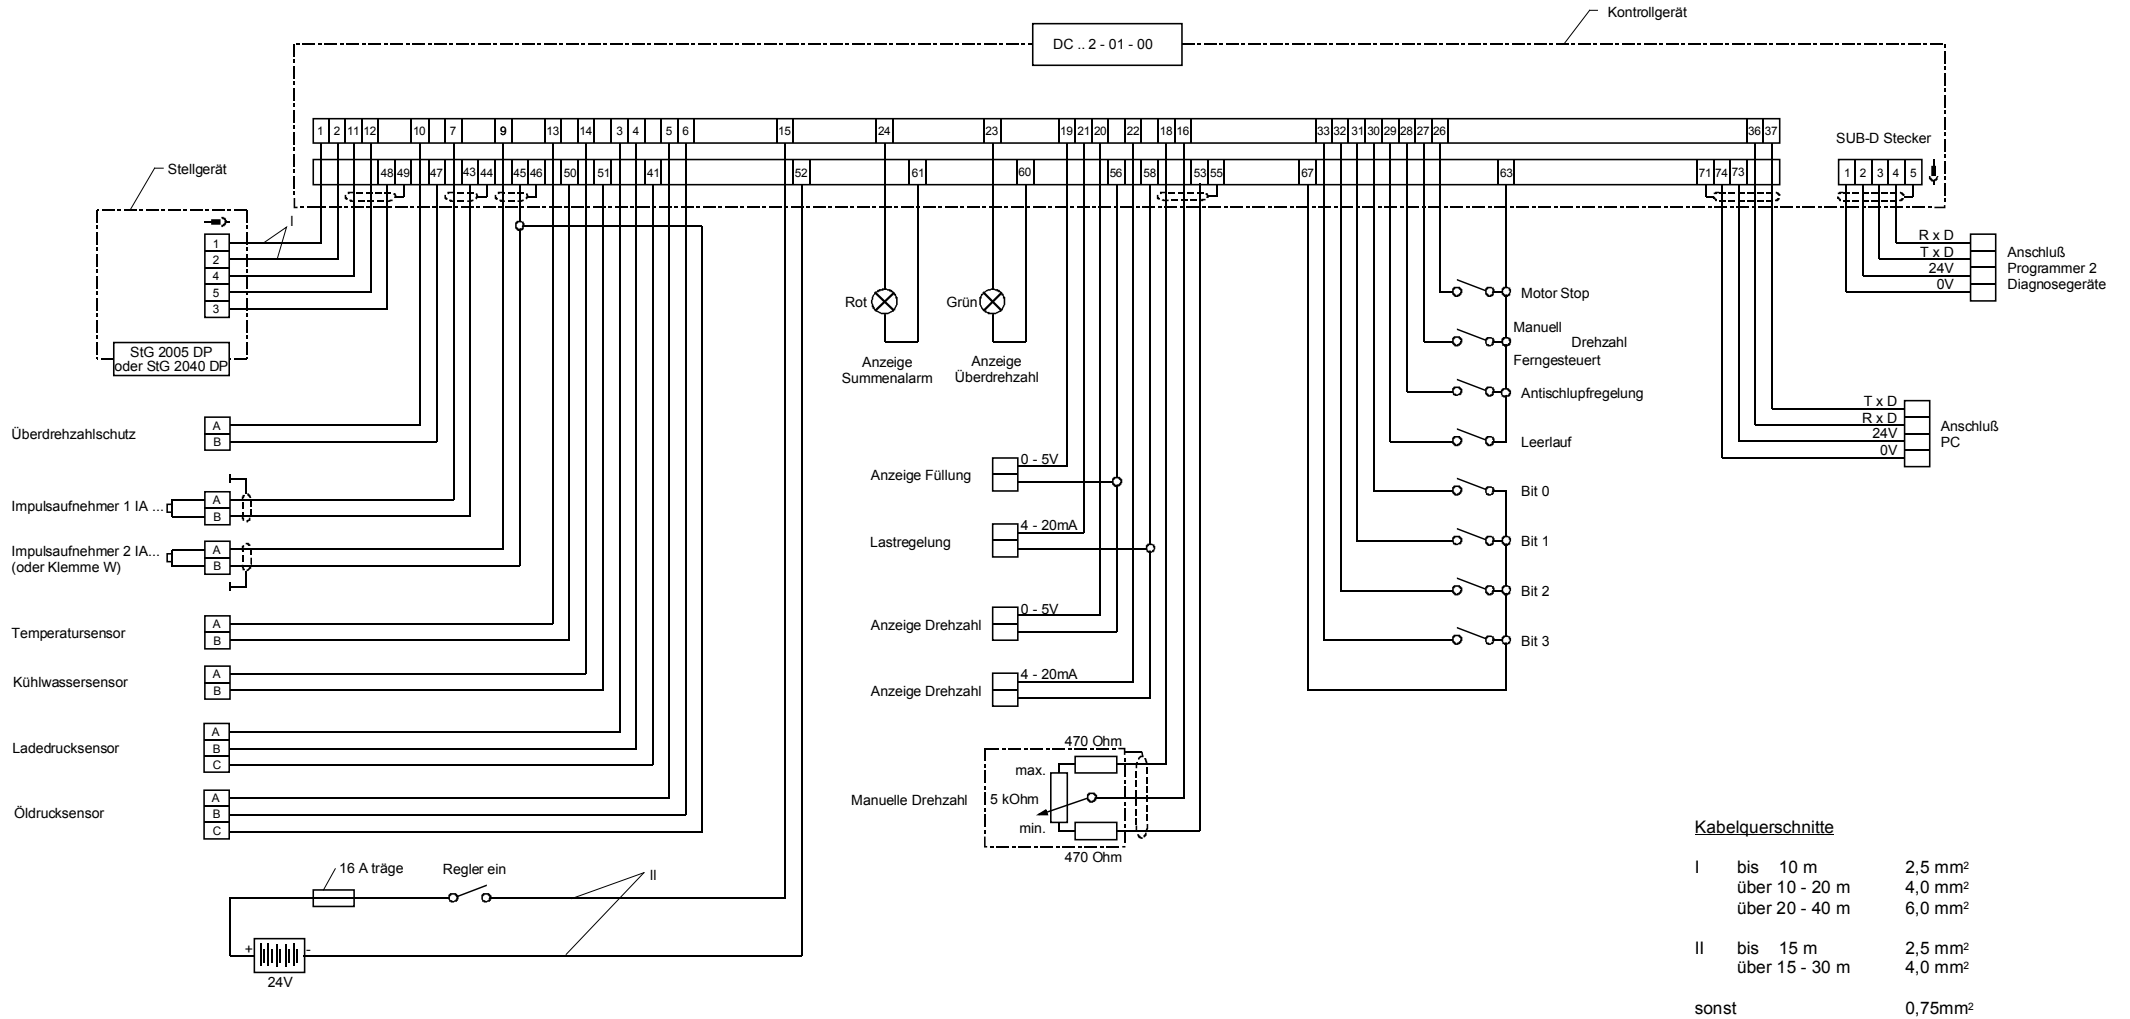 Kontrollgerät
DC .. 2 - 01 - 00
1 2 11 12 10 7 9 13 14 3 4 5 6 15 24 23 19 21 20 22 18 16 33 32 31 30 29 28 27 26 36 37
SUB-D Stecker
48 49 47 43 44 45 46 50 51 41 52 61 60 56 58 53 55 67 63 71 74 73
1 2 3 4 5
Stellgerät
I
1
2
4
5
3
StG 2005 DP
oder StG 2040 DP
Überdrehzahlschutz
A
B
Impulsaufnehmer 1 IA ...
A
B
Impulsaufnehmer 2 IA...
(oder Klemme W)
A
B
Temperatursensor
A
B
Kühlwassersensor
A
B
Ladedrucksensor
A
B
C
Öldrucksensor
A
B
C
16 A träge
Regler ein
II
+
-
24V
Rot
Anzeige
Summenalarm
Grün
Anzeige
Überdrehzahl
Anzeige Füllung
0 - 5V
Lastregelung
4 - 20mA
Anzeige Drehzahl
0 - 5V
Anzeige Drehzahl
4 - 20mA
Manuelle Drehzahl
470 Ohm
max.
5 kOhm
min.
470 Ohm
Motor Stop
Manuell
Drehzahl
Ferngesteuert
Antischlupfregelung
Leerlauf
Bit 0
Bit 1
Bit 2
Bit 3
R x D
T x D
24V
0V
Anschluß
Programmer 2
Diagnosegeräte
T x D
R x D
24V
0V
Anschluß
PC
Kabelquerschnitte
I bis 10 m 2,5 mm²
über 10 - 20 m 4,0 mm²
über 20 - 40 m 6,0 mm²
II bis 15 m 2,5 mm²
über 15 - 30 m 4,0 mm²
sonst 0,75mm²